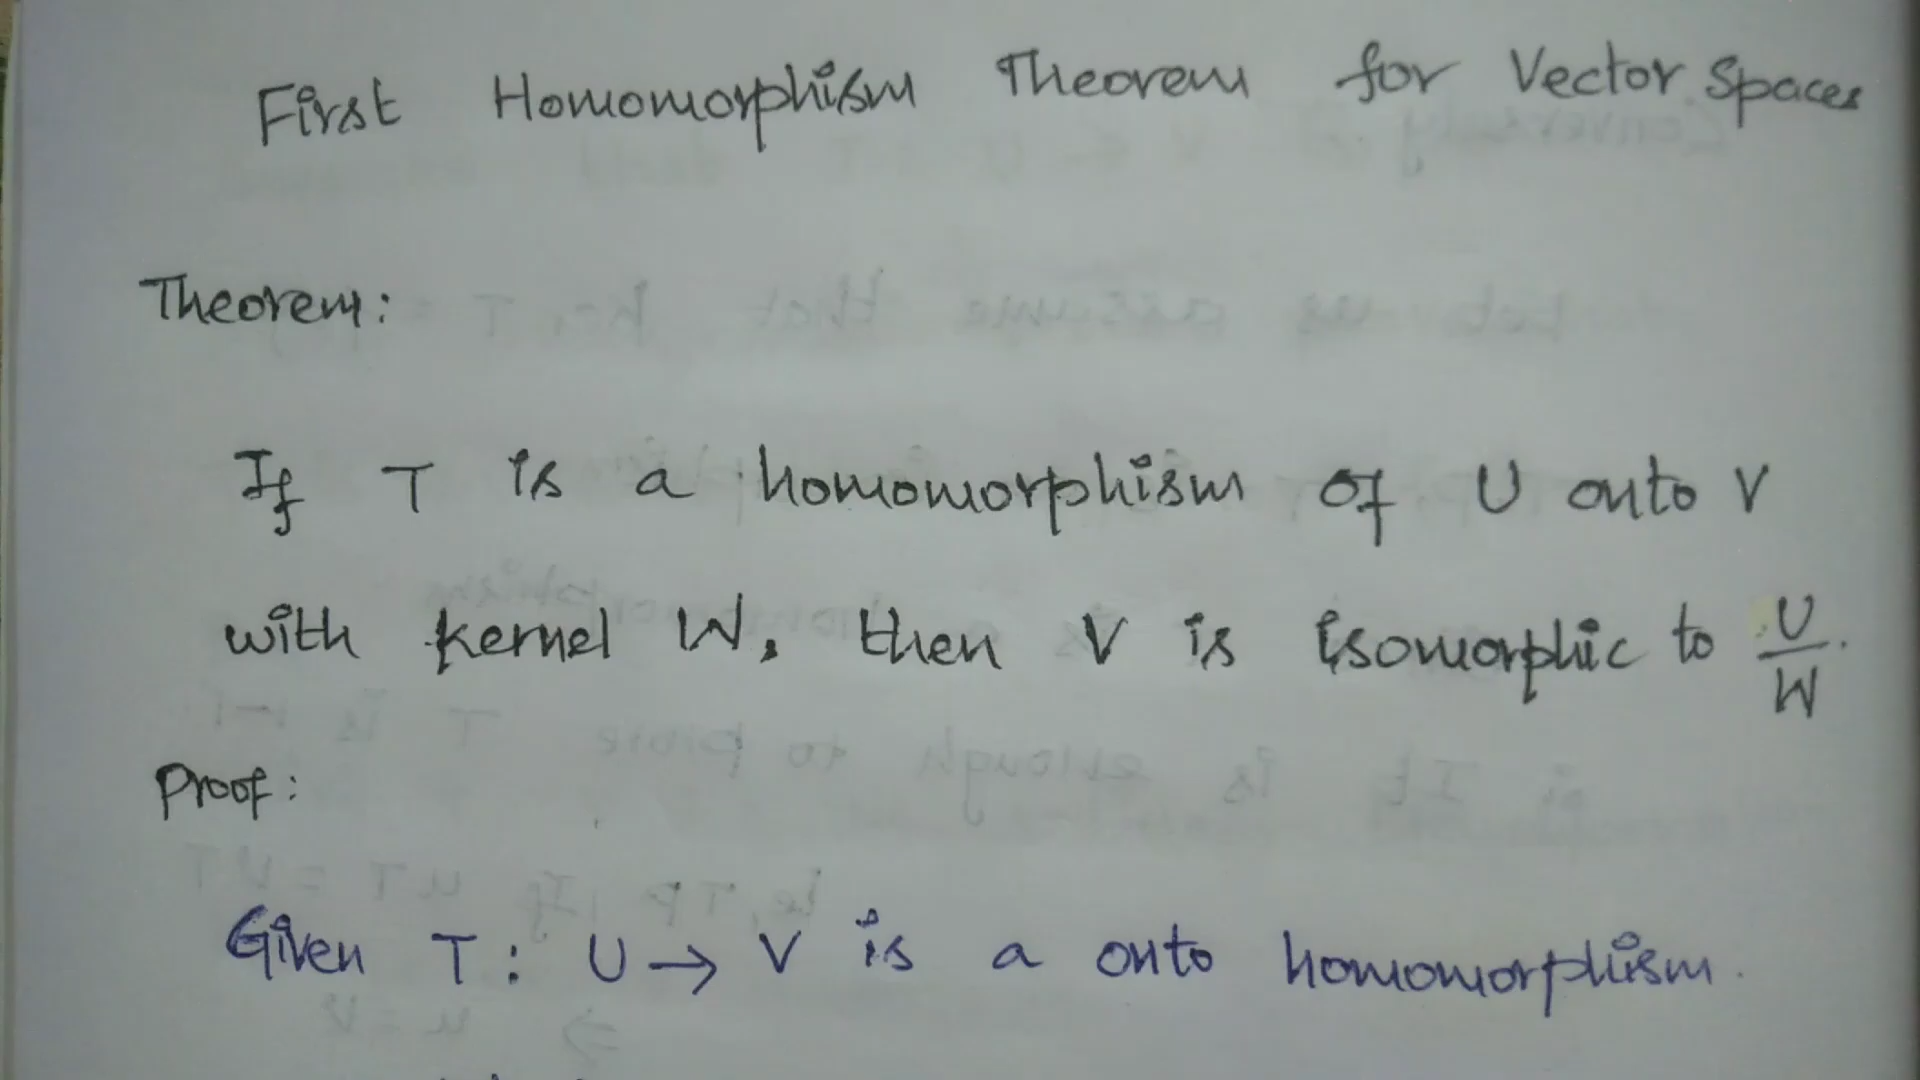 First Homomorphism Theorem for Vector Spaces
Theorem:
If T is a homomorphism of U onto V
with kernel W, then V is isomorphic to U/W.
Proof:
Given T: U → V is a onto homomorphism.